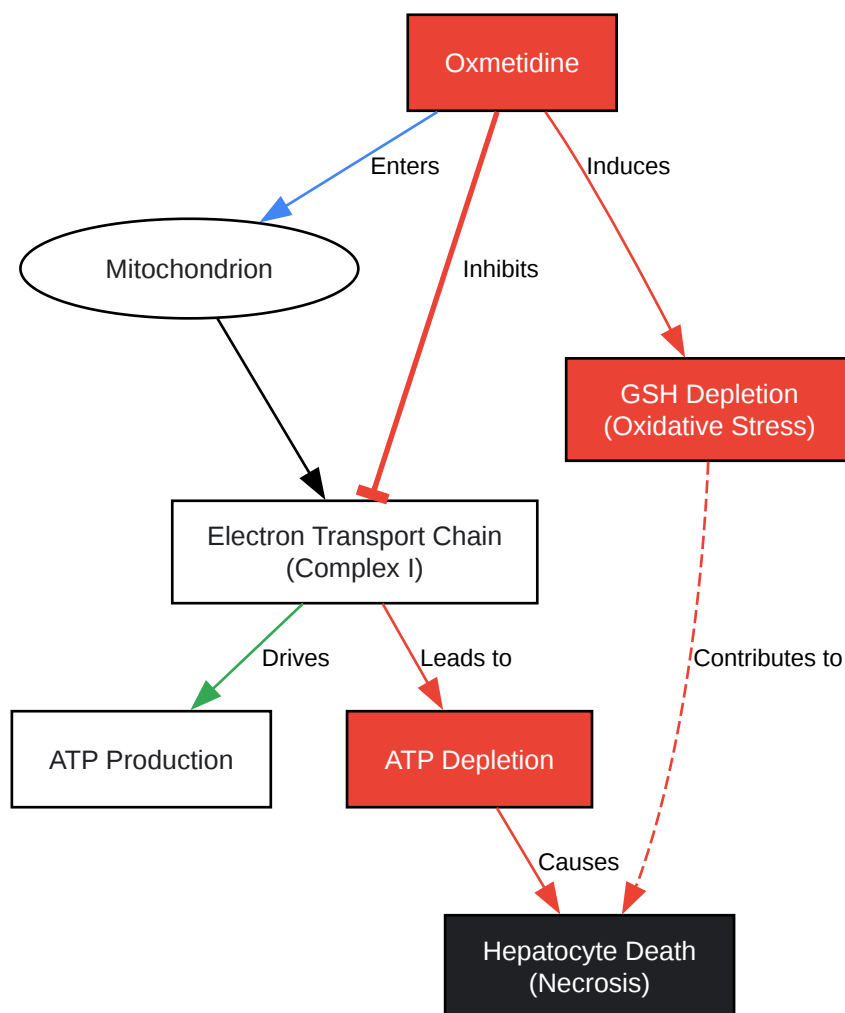 Oxmetidine
Enters
Induces
Mitochondrion
Inhibits
GSH Depletion
(Oxidative Stress)
Electron Transport Chain
(Complex I)
Drives
Leads to
Contributes to
ATP Production
ATP Depletion
Causes
Hepatocyte Death
(Necrosis)